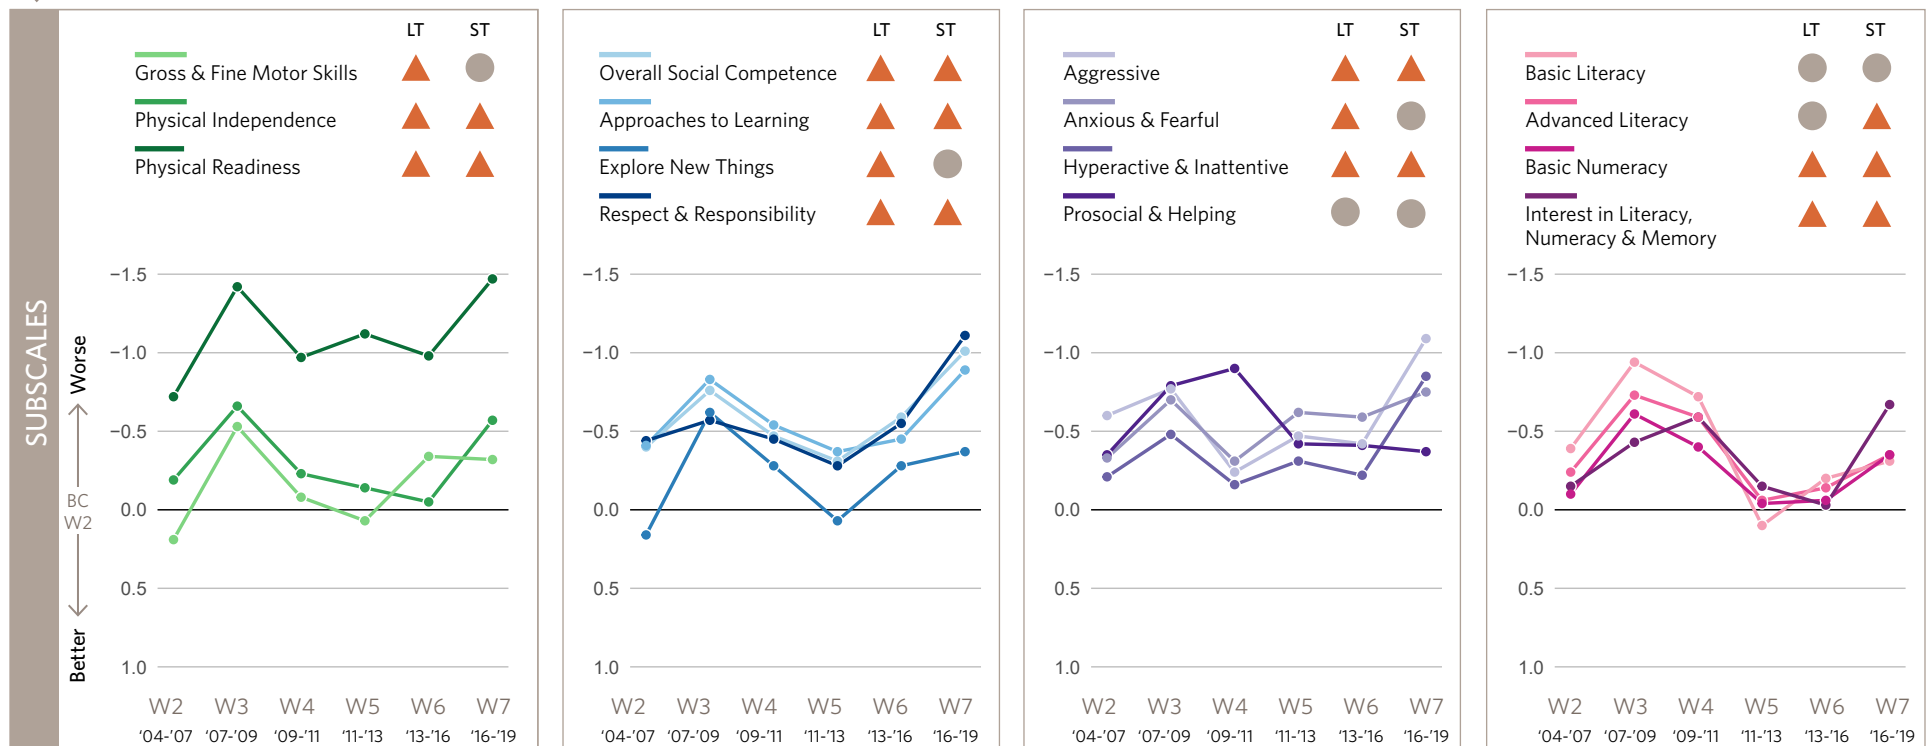 SUBSCALES
Worse
BC
W2
Better
LT ST
Gross & Fine Motor Skills
Physical Independence
Physical Readiness
−1.5
−1.0
−0.5
0.0
0.5
1.0
W2 W3 W4 W5 W6 W7
‘04-’07 ‘07-’09 ‘09-’11 ‘11-’13 ‘13-’16 ‘16-’19
LT ST
Overall Social Competence
Approaches to Learning
Explore New Things
Respect & Responsibility
−1.5
−1.0
−0.5
0.0
0.5
1.0
W2 W3 W4 W5 W6 W7
‘04-’07 ‘07-’09 ‘09-’11 ‘11-’13 ‘13-’16 ‘16-’19
LT ST
Aggressive
Anxious & Fearful
Hyperactive & Inattentive
Prosocial & Helping
−1.5
−1.0
−0.5
0.0
0.5
1.0
W2 W3 W4 W5 W6 W7
‘04-’07 ‘07-’09 ‘09-’11 ‘11-’13 ‘13-’16 ‘16-’19
LT ST
Basic Literacy
Advanced Literacy
Basic Numeracy
Interest in Literacy,
Numeracy & Memory
−1.5
−1.0
−0.5
0.0
0.5
1.0
W2 W3 W4 W5 W6 W7
‘04-’07 ‘07-’09 ‘09-’11 ‘11-’13 ‘13-’16 ‘16-’19